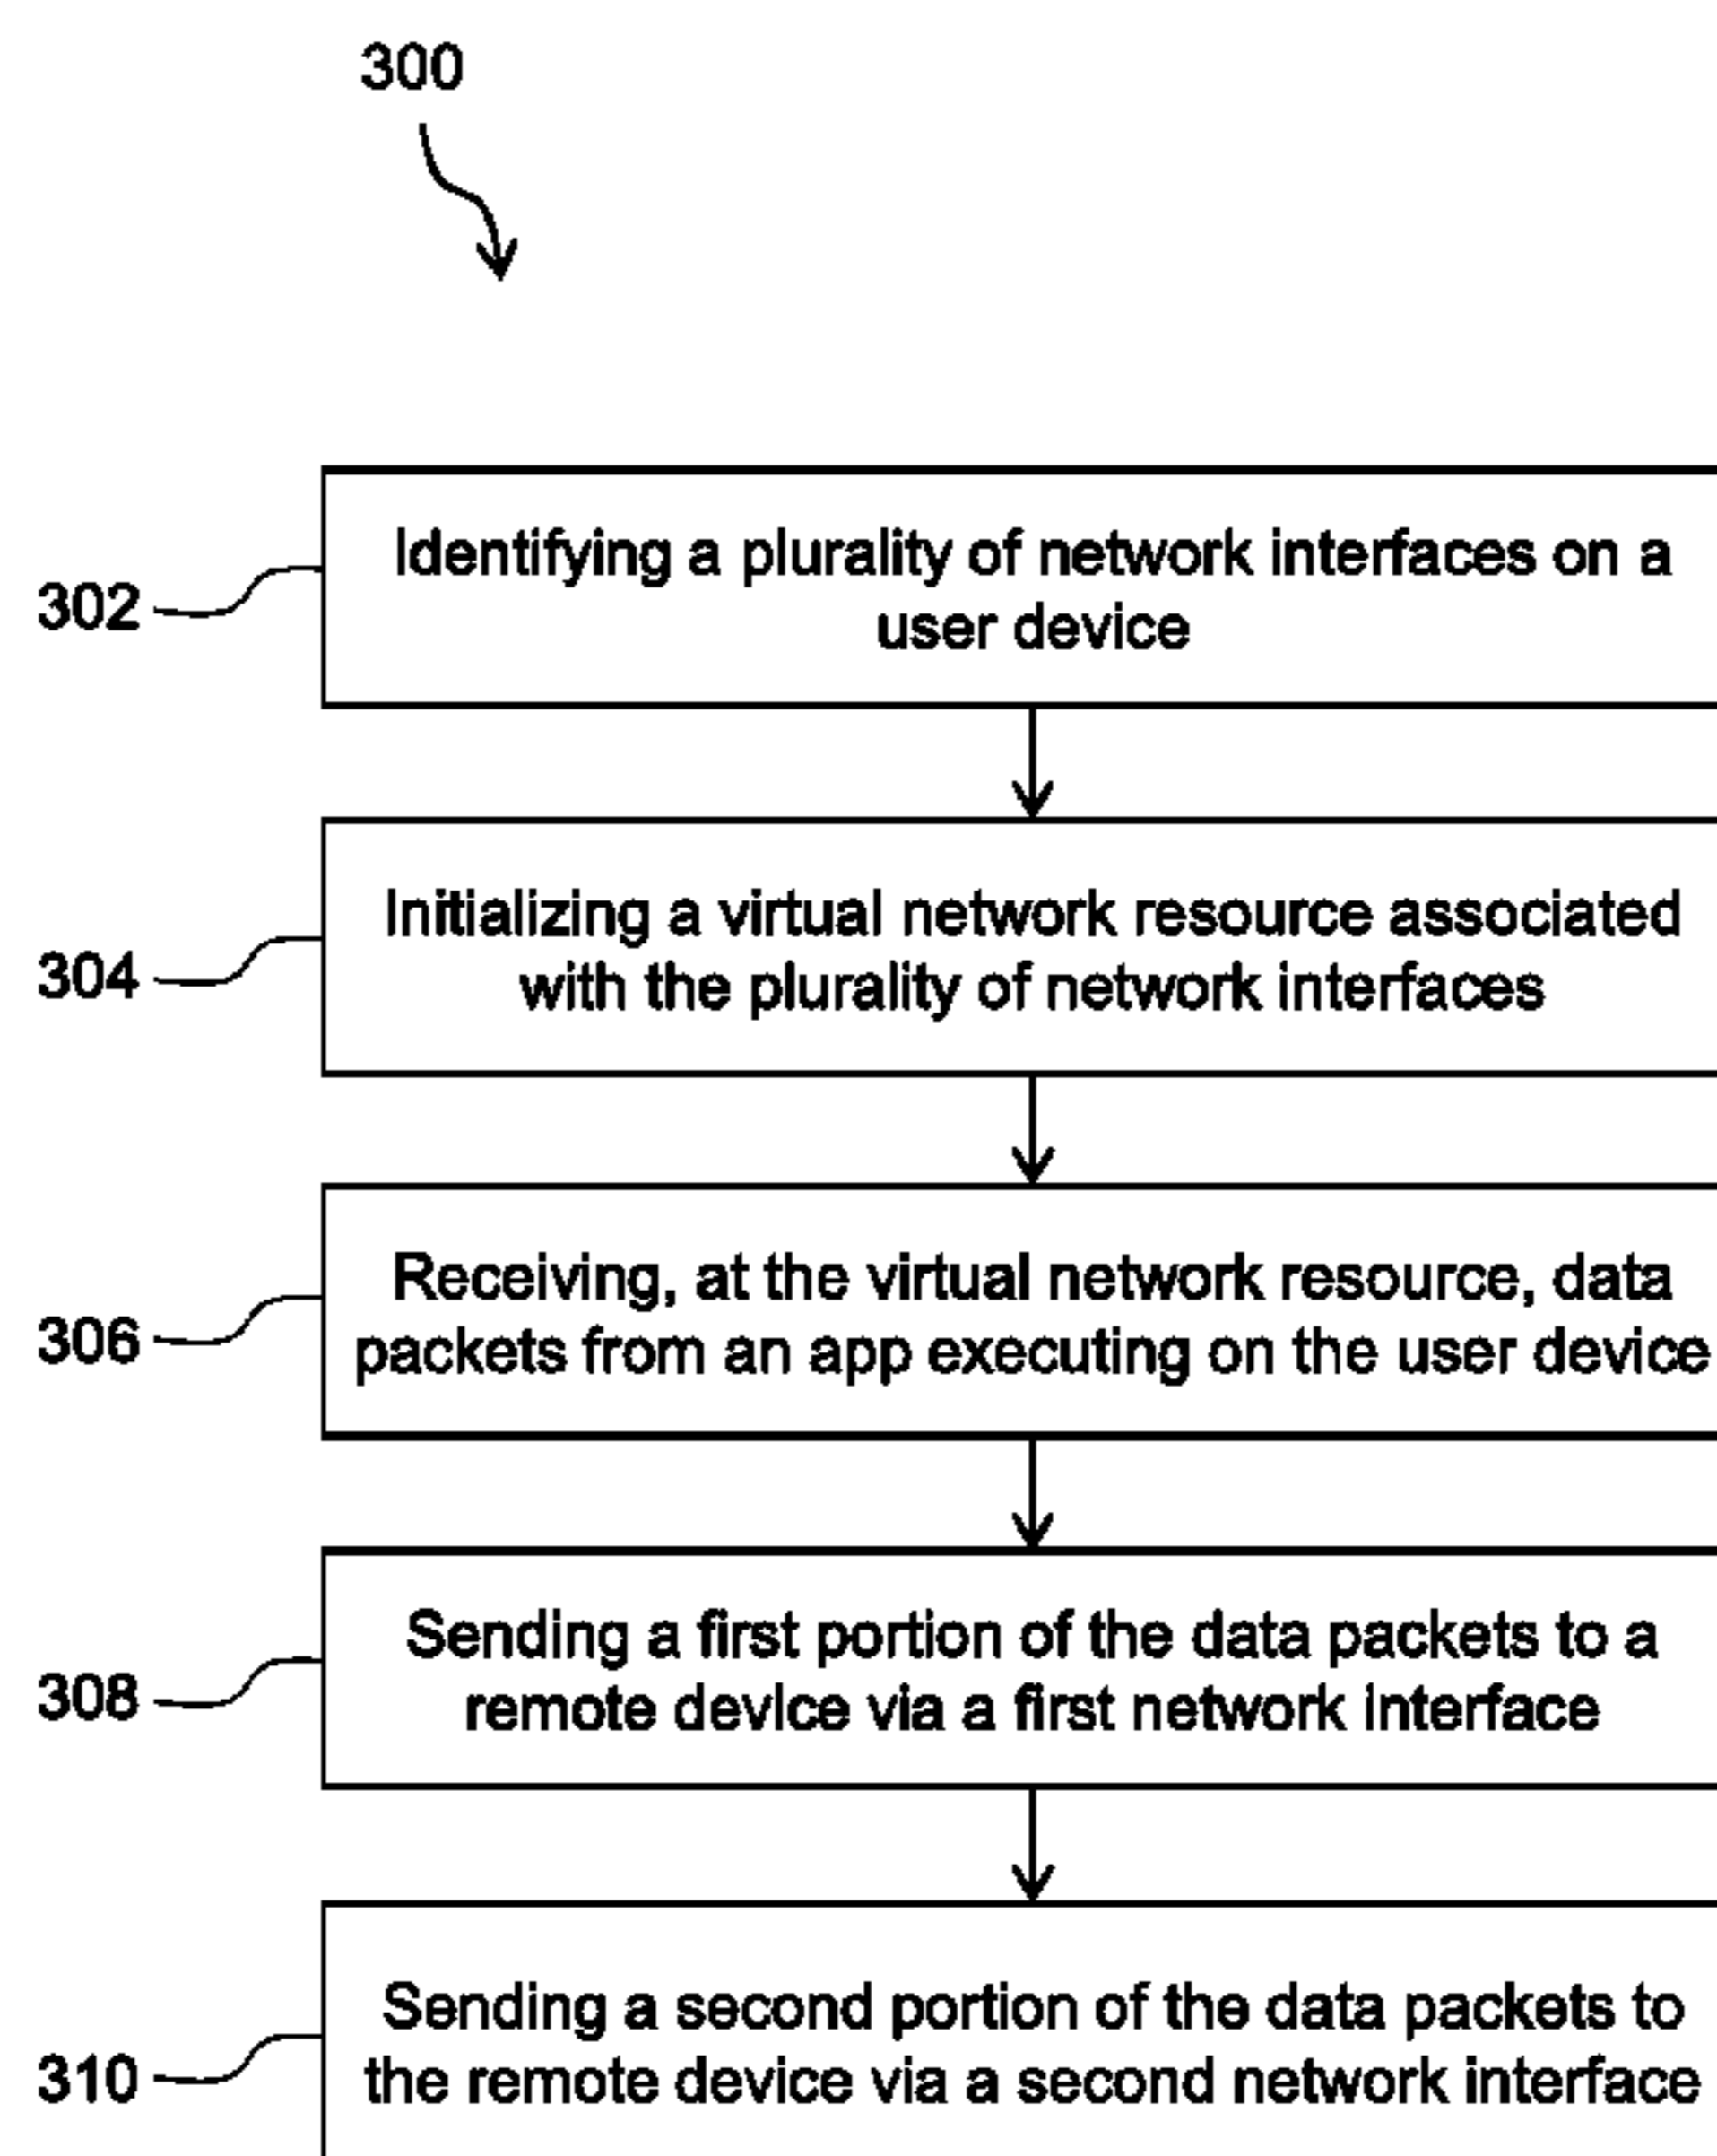 300
302
Identifying a plurality of network interfaces on a
user device
304
Initializing a virtual network resource associated
with the plurality of network interfaces
306
Receiving, at the virtual network resource, data
packets from an app executing on the user device
308
Sending a first portion of the data packets to a
remote device via a first network interface
310
Sending a second portion of the data packets to
the remote device via a second network interface